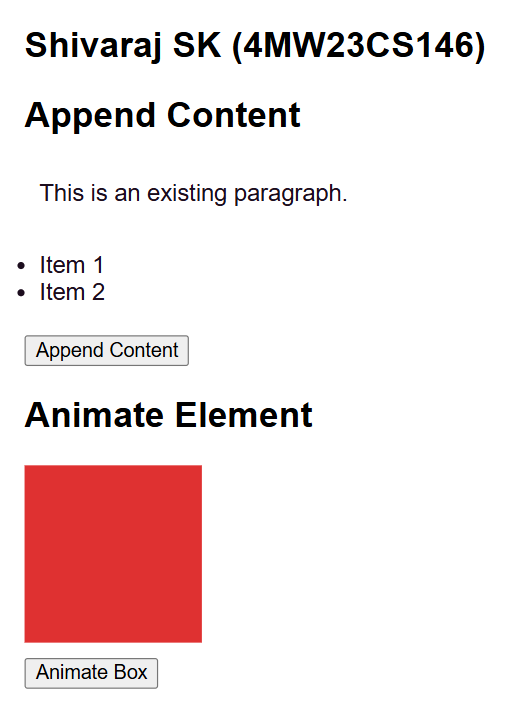 Shivaraj SK (4MW23CS146)
Append Content
This is an existing paragraph.
• Item 1
• Item 2
Append Content
Animate Element
Animate Box